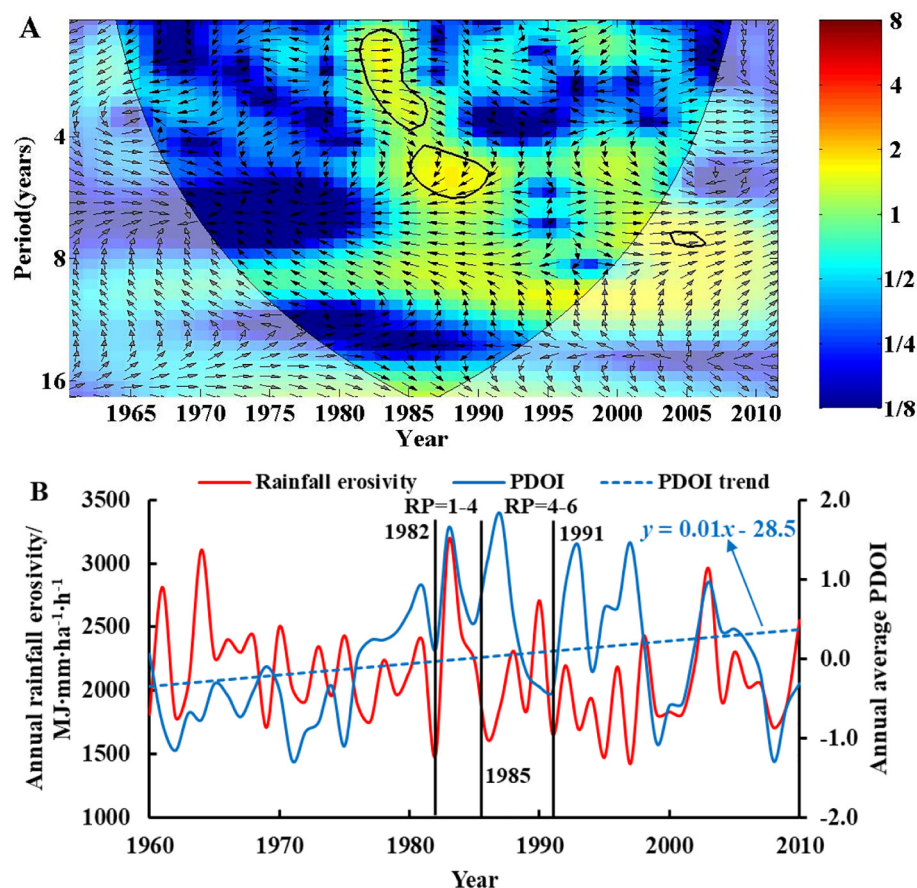 A
Period(years)
4
8
16
1965 1970 1975 1980 1985 1990 1995 2000 2005 2010
Year
8
4
2
1
1/2
1/4
1/8
B
Rainfall erosivity PDOI PDOI trend
RP=1-4 RP=4-6
1982
1991
1985
y = 0.01x - 28.5
Annual rainfall erosivity/
MJ·mm·ha⁻¹·h⁻¹
3500
3000
2500
2000
1500
1000
2.0
1.0
0.0
-1.0
-2.0
Annual average PDOI
1960 1970 1980 1990 2000 2010
Year